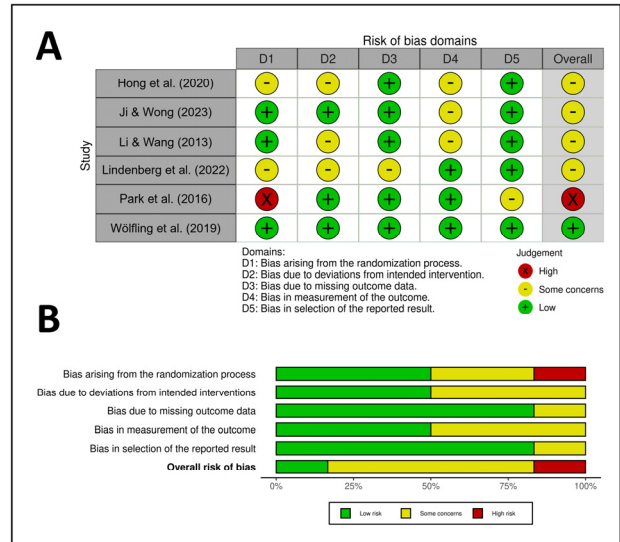 A
Risk of bias domains
D1 D2 D3 D4 D5 Overall
Study
Hong et al. (2020) - - + - + -
Ji & Wong (2023) + + + - + -
Li & Wang (2013) + - + - + -
Lindenberg et al. (2022) - - - + + -
Park et al. (2016) X + + + - X
Wölfling et al. (2019) + + + + + +
Domains:
D1: Bias arising from the randomization process.
D2: Bias due to deviations from intended intervention.
D3: Bias due to missing outcome data.
D4: Bias in measurement of the outcome.
D5: Bias in selection of the reported result.
Judgement
X High
- Some concerns
+ Low
B
Bias arising from the randomization process
Bias due to deviations from intended interventions
Bias due to missing outcome data
Bias in measurement of the outcome
Bias in selection of the reported result
Overall risk of bias
0% 25% 50% 75% 100%
Low risk Some concerns High risk